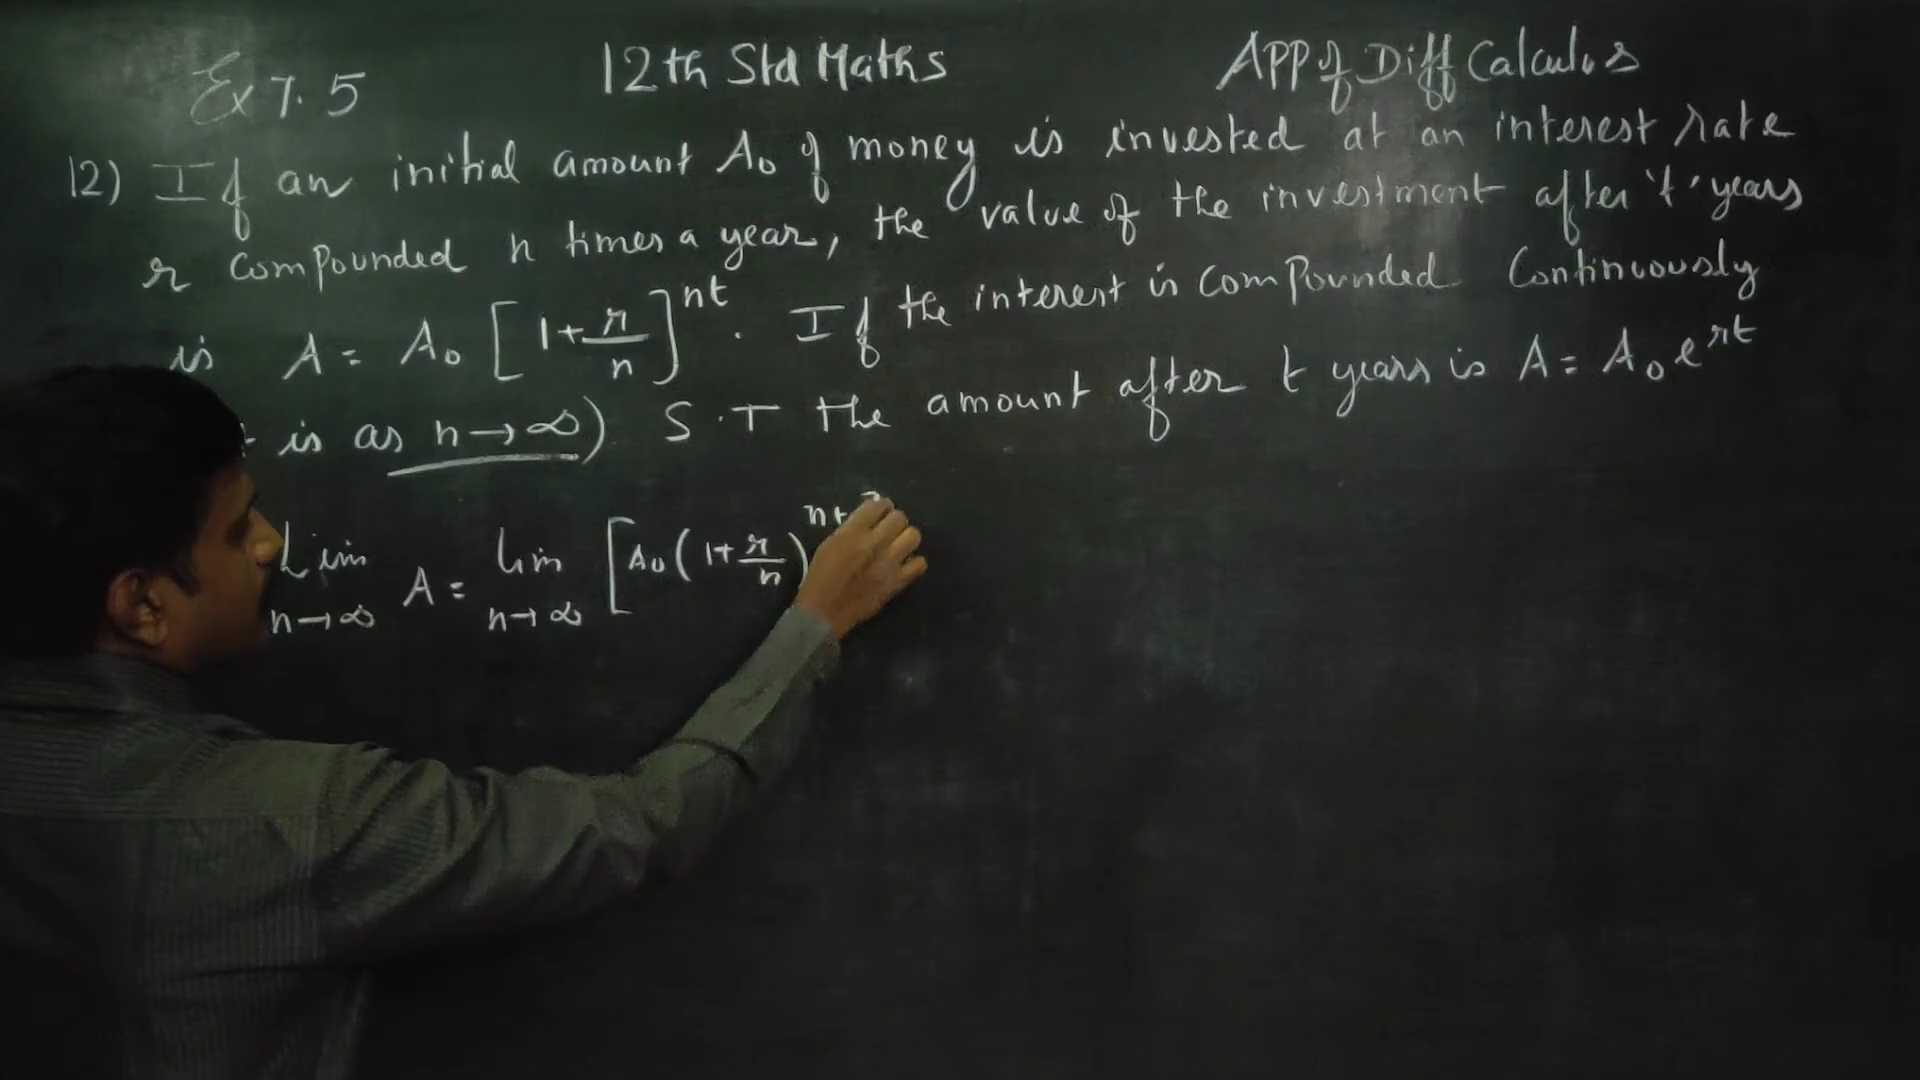 Ex 7.5 12th Std Maths APP of Diff Calculus
12) If an initial amount A₀ of money is invested at an interest rate
r compounded n times a year, the value of the investment after 't' years
is A = A₀ [1 + r/n]^nt . If the interest is compounded Continuously
is as n → ∞) S.T the amount after t years is A = A₀ e^rt
Lim n→∞ A = lim n→∞ [A₀ (1 + r/n)^nt